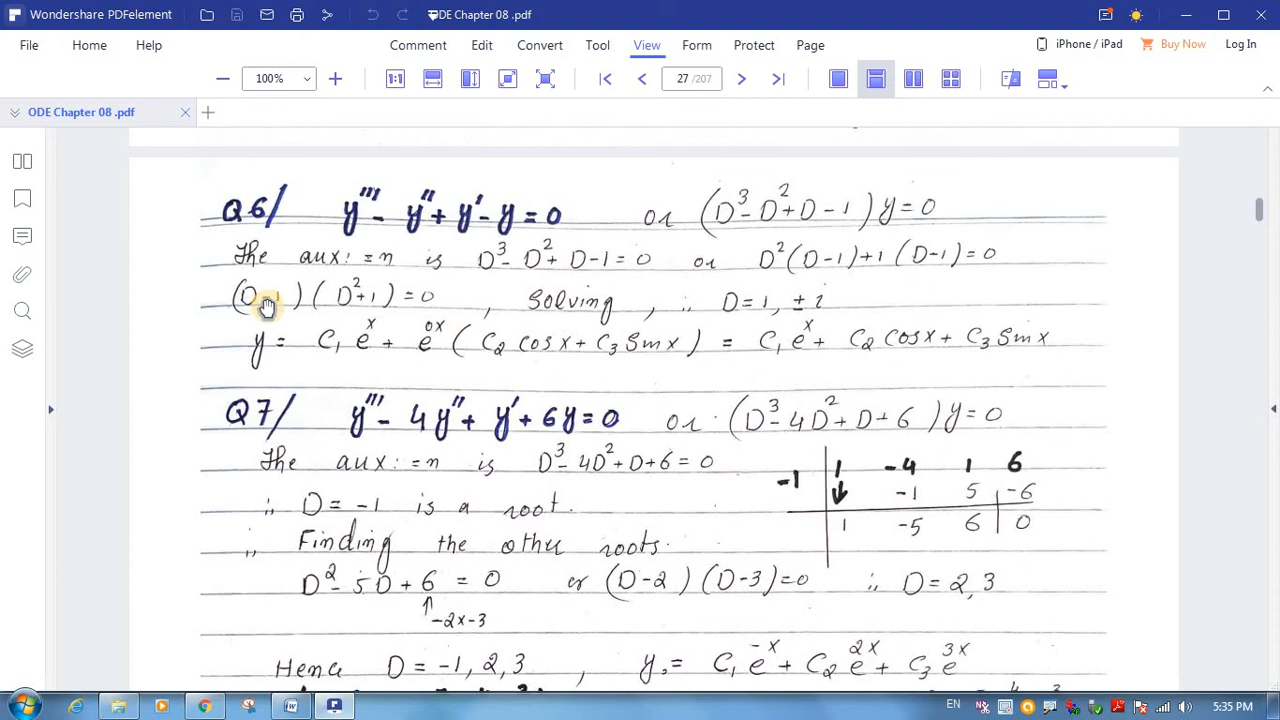 Wondershare PDFelement
ODE Chapter 08.pdf
File Home Help Comment Edit Convert Tool View Form Protect Page iPhone / iPad Buy Now Log In
100% 27 /207
ODE Chapter 08 .pdf
Q6/ y''' - y'' + y' - y = 0 or (D³ - D² + D - 1) y = 0
The aux: =n is D³ - D² + D - 1 = 0 or D²(D-1) + 1(D-1) = 0
(D-1)(D²+1) = 0 , Solving , ∴ D = 1, ± i
y = C₁ eˣ + e⁰ˣ (C₂ cosx + C₃ Sinx) = C₁ eˣ + C₂ Cosx + C₃ Sinx
Q7/ y''' - 4y'' + y' + 6y = 0 or (D³ - 4D² + D + 6) y = 0
The aux: =n is D³ - 4D² + D + 6 = 0
-1 1 -4 1 6
∴ D = -1 is a root.
↓ -1 5 -6
1 -5 6 0
∴ Finding the other roots.
D² - 5D + 6 = 0 or (D-2)(D-3) = 0 ∴ D = 2, 3
↑ -2x-3
Hence D = -1, 2, 3 , y = C₁ e⁻ˣ + C₂ e²ˣ + C₃ e³ˣ
EN 5:35 PM